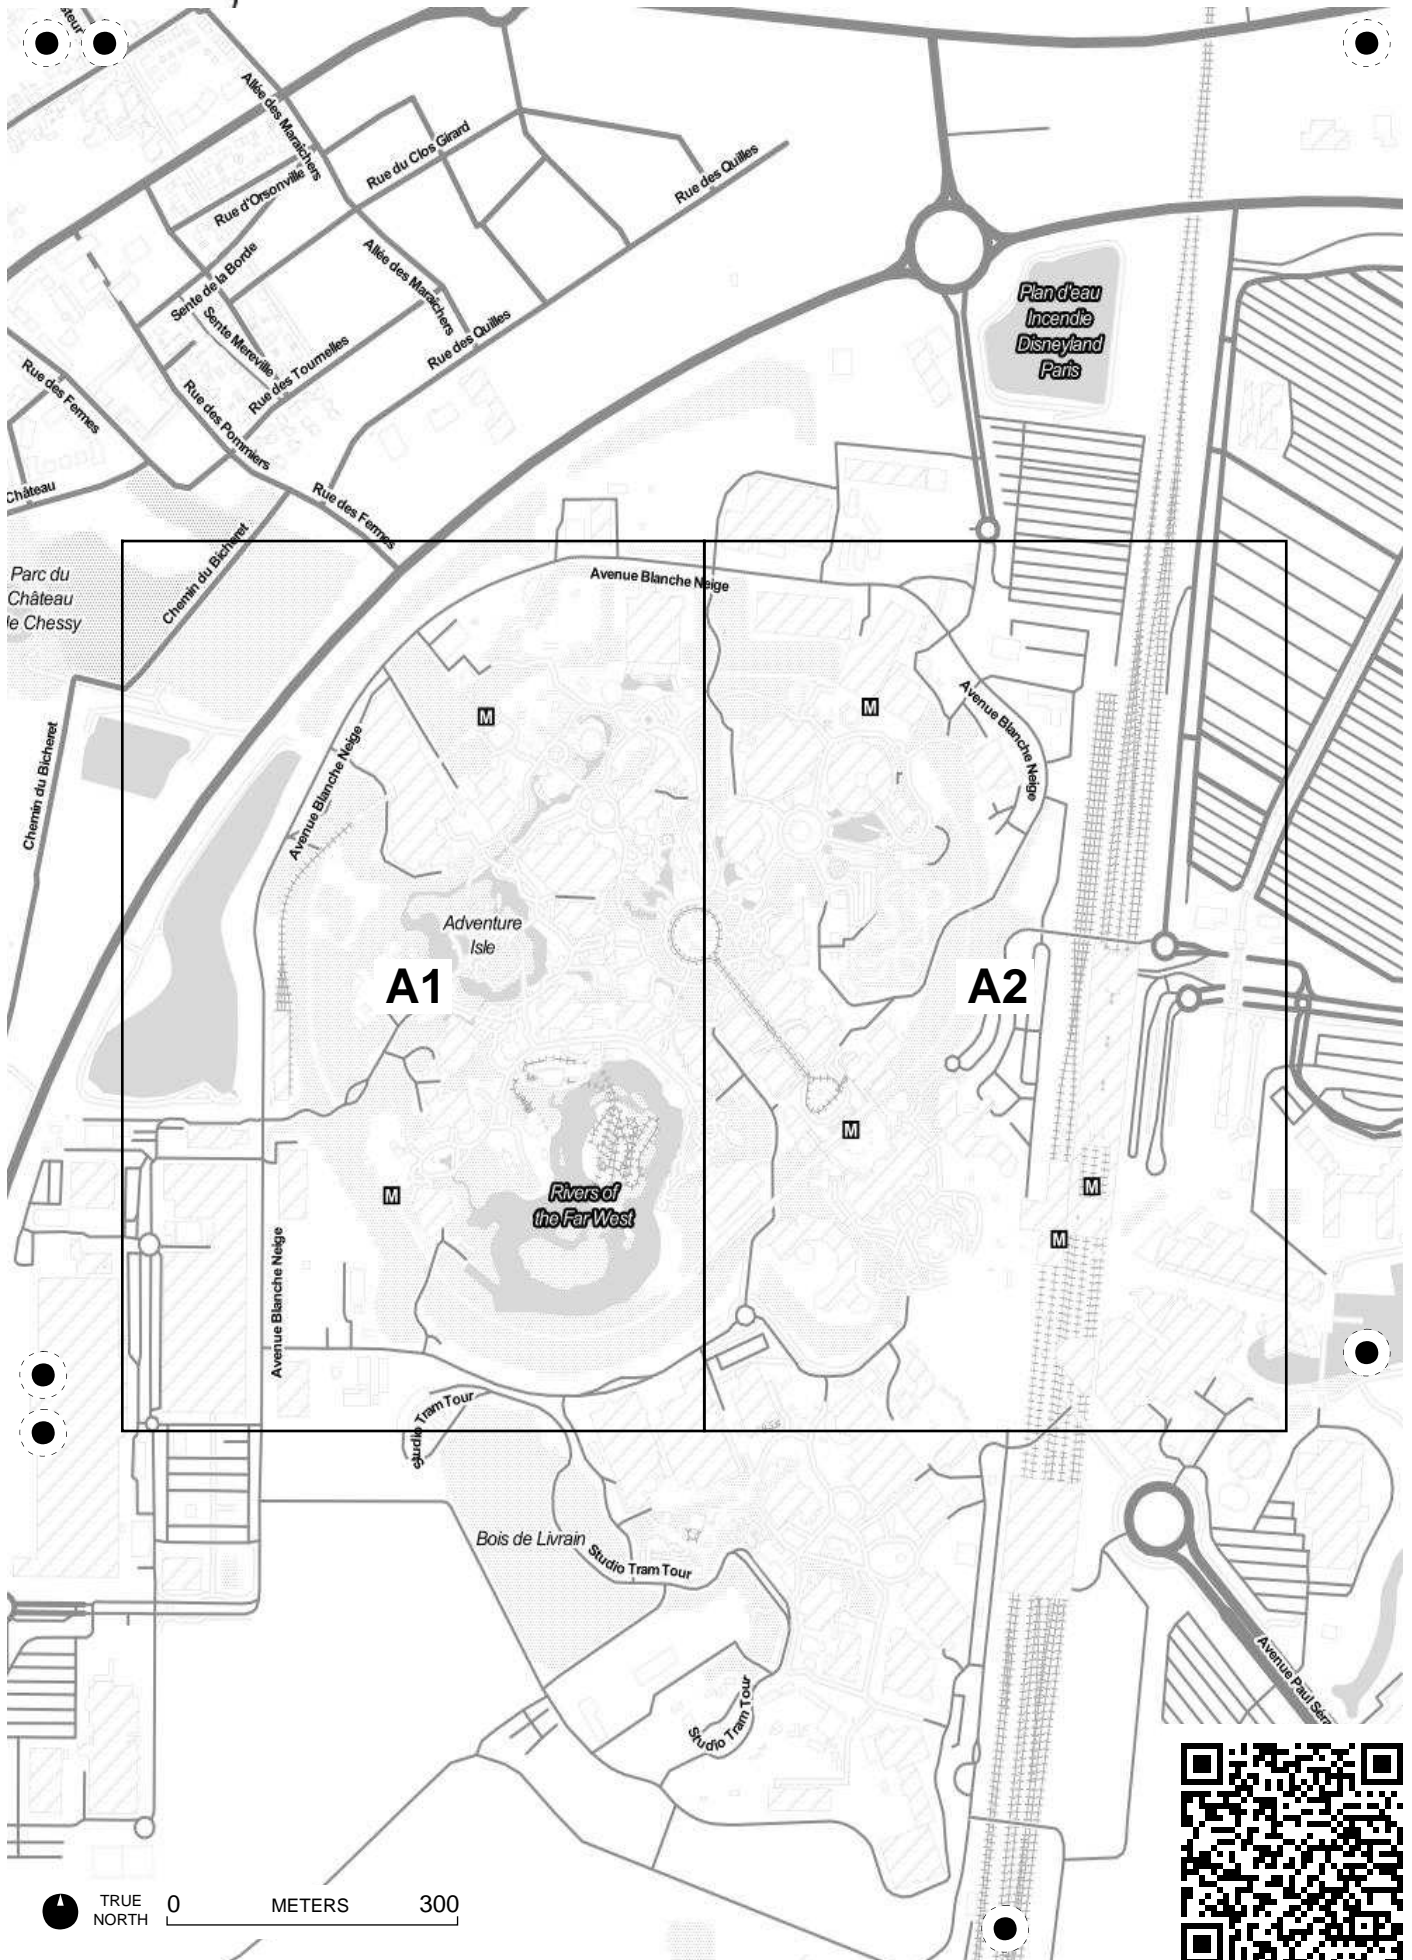 Allée des Maraichers
Rue d'Orsonville
Rue du Clos Girard
Rue des Quilles
Sente de la Borde
Allée des Maraichers
Sente Mereville
Rue des Tournelles
Rue des Quilles
Rue des Fermes
Rue des Pommiers
Château
Rue des Fermes
Plan d'eau
Incendie
Disneyland
Paris
Parc du
Château
de Chessy
Chemin du Bicheret
Avenue Blanche Neige
M
M
Avenue Blanche Neige
Chemin du Bicheret
Avenue Blanche Neige
Adventure
Isle
A1
A2
M
M
M
M
Rivers of
the Far West
Avenue Blanche Neige
Studio Tram Tour
Bois de Livrain
Studio Tram Tour
Studio Tram Tour
Avenue Paul Séra
TRUE
NORTH
0 METERS 300